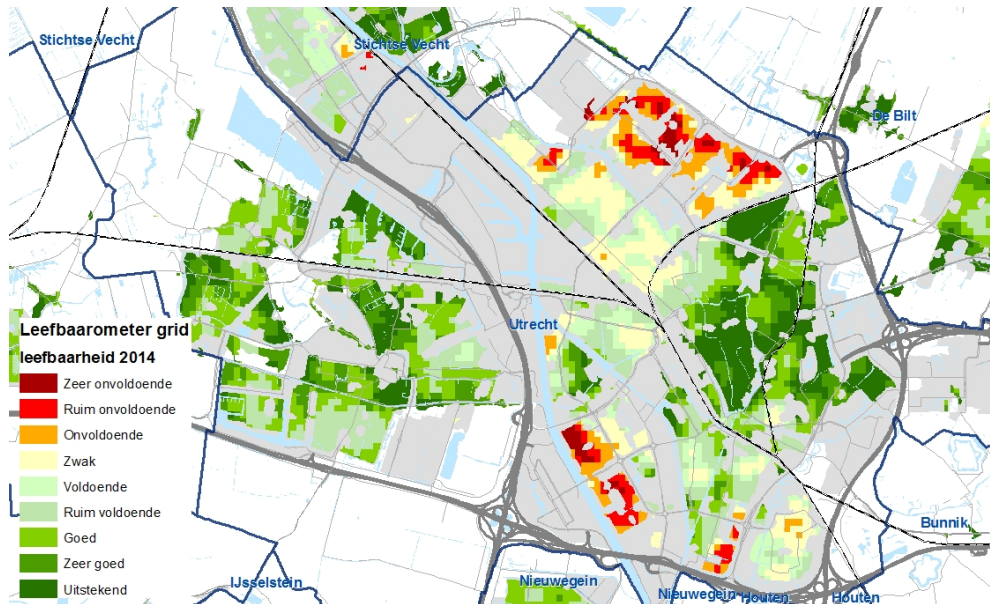 Stichtse Vecht
Stichtse Vecht
De Bilt
Utrecht
Leefbaarometer grid
leefbaarheid 2014
Zeer onvoldoende
Ruim onvoldoende
Onvoldoende
Zwak
Voldoende
Ruim voldoende
Goed
Zeer goed
Uitstekend
Bunnik
IJsselstein
Nieuwegein
Nieuwegein
Houten
Houten